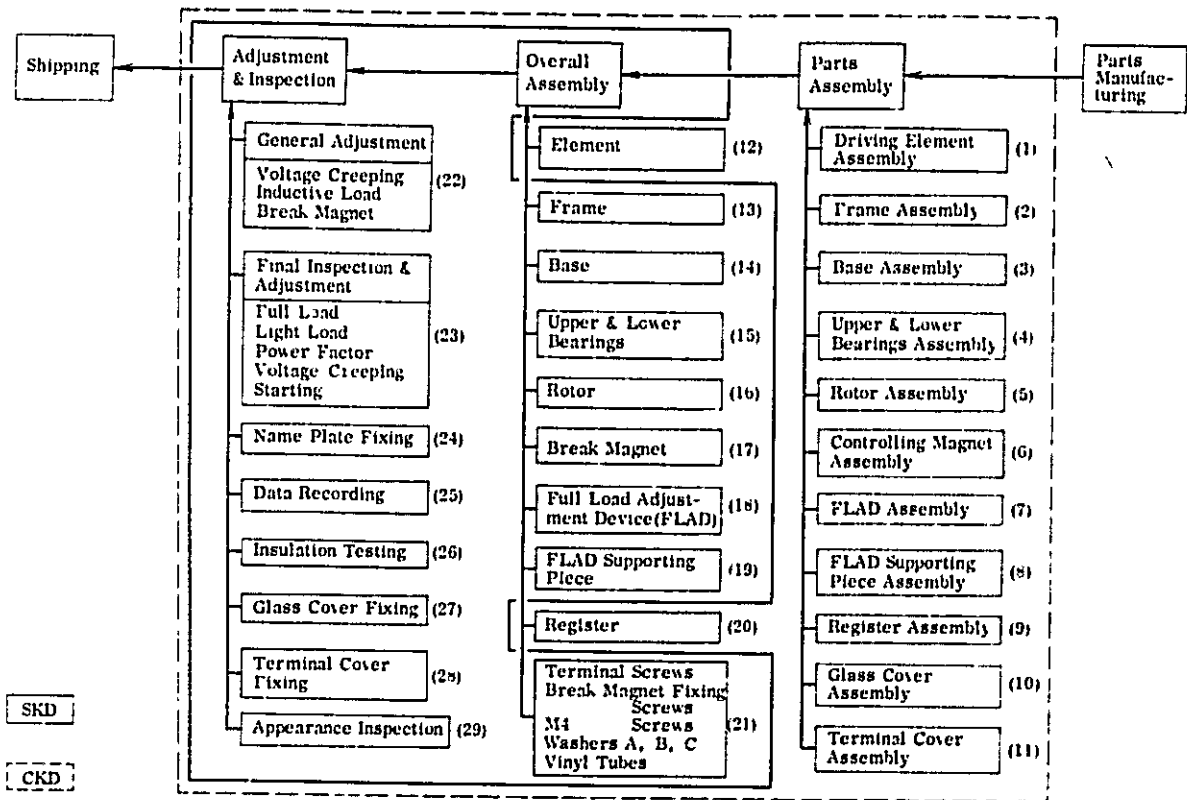 Shipping
Adjustment
& Inspection
Overall
Assembly
Parts
Assembly
Parts
Manufac-
turing
General Adjustment
Voltage Creeping
Inductive Load
Break Magnet
(22)
Final Inspection &
Adjustment
Full Load
Light Load
Power Factor
Voltage Creeping
Starting
(23)
Name Plate Fixing (24)
Data Recording (25)
Insulation Testing (26)
Glass Cover Fixing (27)
Terminal Cover
Fixing
(28)
Appearance Inspection (29)
Element (12)
Frame (13)
Base (14)
Upper & Lower
Bearings
(15)
Rotor (16)
Break Magnet (17)
Full Load Adjust-
ment Device(FLAD)
(18)
FLAD Supporting
Piece
(19)
Register (20)
Terminal Screws
Break Magnet Fixing
Screws
M4 Screws
Washers A, B, C
Vinyl Tubes
(21)
Driving Element
Assembly
(1)
Frame Assembly (2)
Base Assembly (3)
Upper & Lower
Bearings Assembly
(4)
Rotor Assembly (5)
Controlling Magnet
Assembly
(6)
FLAD Assembly (7)
FLAD Supporting
Piece Assembly
(8)
Register Assembly (9)
Glass Cover
Assembly
(10)
Terminal Cover
Assembly
(11)
SKD
CKD